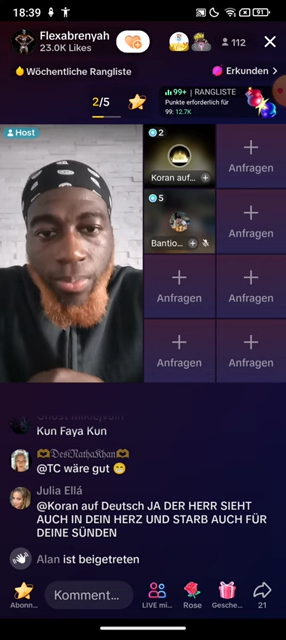 18:39
91
Flexabrenyah
23.0K Likes
112
Wöchentliche Rangliste
Erkunden >
2/5
99+ | RANGLISTE
Punkte erforderlich für
99: 12.7K
Host
2
Koran auf...
Anfragen
5
Bantio...
Anfragen
Anfragen
Anfragen
Anfragen
Anfragen
Kun Faya Kun
𝔇𝔢𝔰𝔦ℜ𝔞𝔱𝔥𝔞𝔎𝔥𝔞𝔫
@TC wäre gut 😁
Julia Ellá
@Koran auf Deutsch JA DER HERR SIEHT
AUCH IN DEIN HERZ UND STARB AUCH FÜR
DEINE SÜNDEN
Alan ist beigetreten
Komment...
Abonn...
LIVE mi...
Rose
Gesche...
21